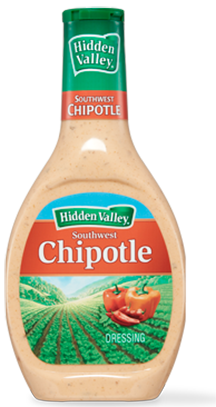 Hidden
Valley.
SOUTHWEST
CHIPOTLE
Hidden Valley.
Southwest
Chipotle
DRESSING